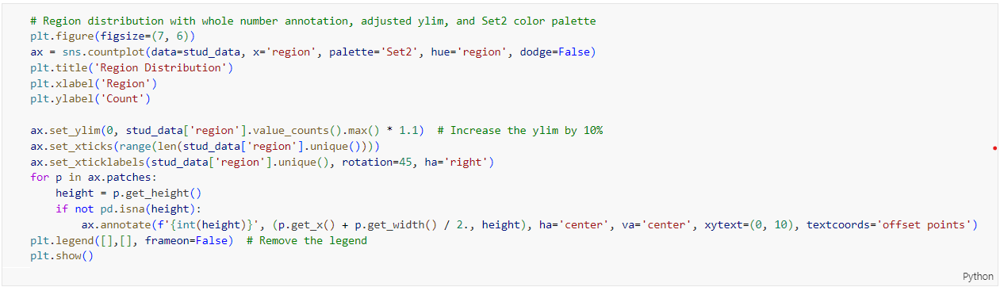 # Region distribution with whole number annotation, adjusted ylim, and Set2 color palette
plt.figure(figsize=(7, 6))
ax = sns.countplot(data=stud_data, x='region', palette='Set2', hue='region', dodge=False)
plt.title('Region Distribution')
plt.xlabel('Region')
plt.ylabel('Count')

ax.set_ylim(0, stud_data['region'].value_counts().max() * 1.1)  # Increase the ylim by 10%
ax.set_xticks(range(len(stud_data['region'].unique())))
ax.set_xticklabels(stud_data['region'].unique(), rotation=45, ha='right')
for p in ax.patches:
    height = p.get_height()
    if not pd.isna(height):
        ax.annotate(f'{int(height)}', (p.get_x() + p.get_width() / 2., height), ha='center', va='center', xytext=(0, 10), textcoords='offset points')
plt.legend([],[], frameon=False)  # Remove the legend
plt.show()
Python